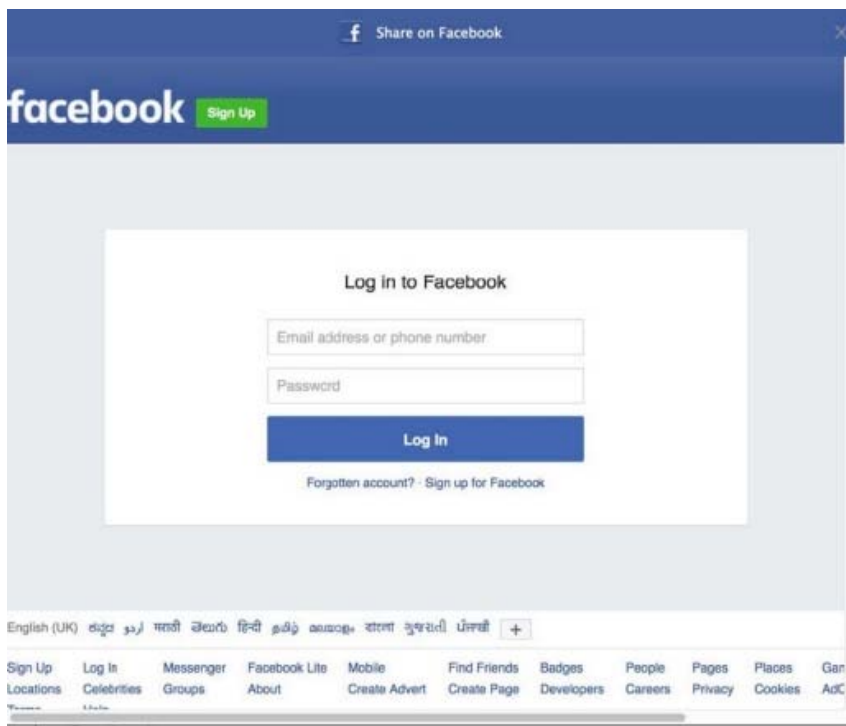 f Share on Facebook
facebook Sign Up
Log in to Facebook
Email address or phone number
Password
Log In
Forgotten account? · Sign up for Facebook
English (UK) ಕನ್ನಡ اردو मराठी తెలుగు हिन्दी தமிழ் മലയാളം বাংলা ગુજરાતી ਪੰਜਾਬੀ +
Sign Up Log In Messenger Facebook Lite Mobile Find Friends Badges People Pages Places
Locations Celebrities Groups About Create Advert Create Page Developers Careers Privacy Cookies